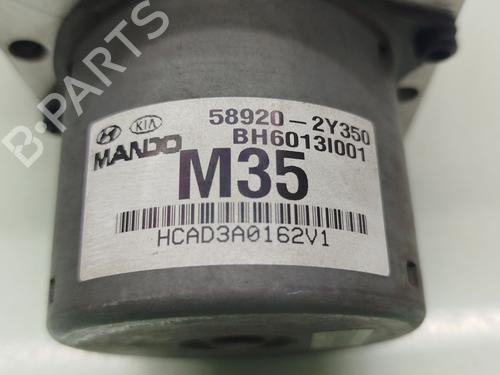 B-PARTS
KIA
58920-2Y350
MANDO
BH6013I001
M35
HCAD3A0162V1